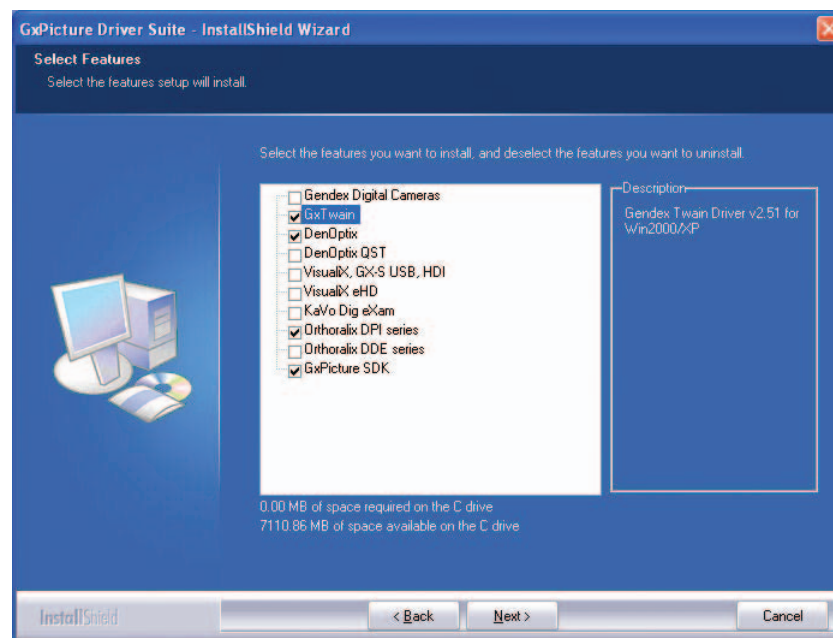 GxPicture Driver Suite - InstallShield Wizard
Select Features
Select the features setup will install.
Select the features you want to install, and deselect the features you want to uninstall.
Gendex Digital Cameras
GxTwain
DenOptix
DenOptix QST
VisualiX, GX-S USB, HDI
VisualiX eHD
KaVo Dig eXam
Orthoralix DPI series
Orthoralix DDE series
GxPicture SDK
Description
Gendex Twain Driver v2.51 for
Win2000/XP
0.00 MB of space required on the C drive
7110.86 MB of space available on the C drive
InstallShield
< Back
Next >
Cancel